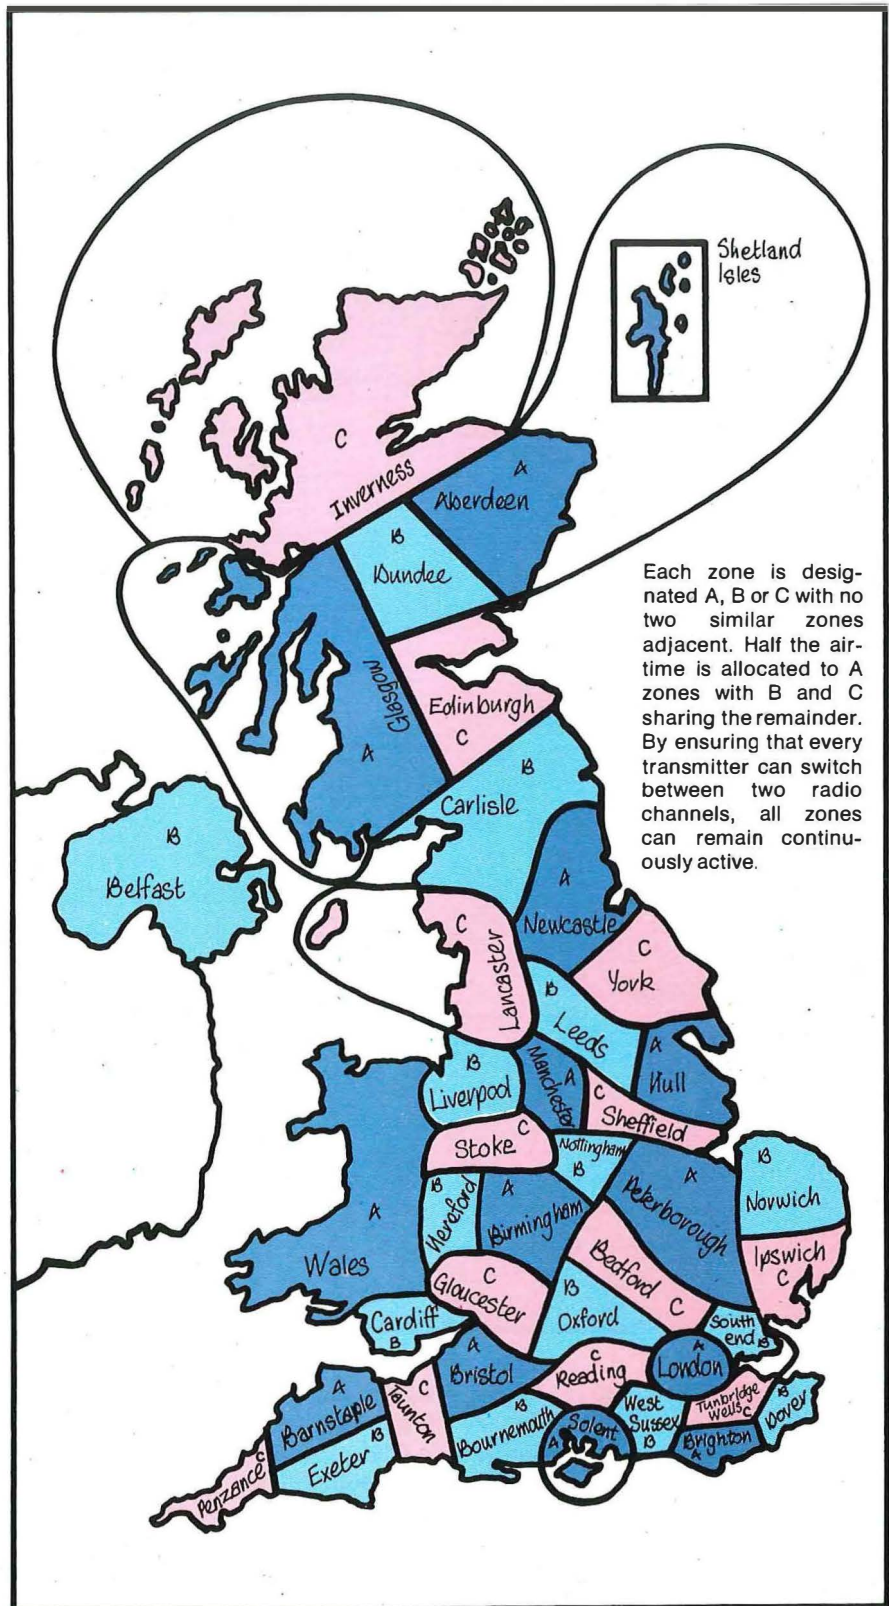 Shetland
Isles
C
Inverness
A
Aberdeen
B
Dundee
Each zone is desig-
nated A, B or C with no
two similar zones
adjacent. Half the air-
time is allocated to A
zones with B and C
sharing the remainder.
By ensuring that every
transmitter can switch
between two radio
channels, all zones
can remain continu-
ously active.
Glasgow
A
Edinburgh
C
B
Carlisle
B
Belfast
A
Newcastle
C
Lancaster
C
York
B
Leeds
A
Hull
B
Liverpool
Manchester
A
C
Sheffield
C
Stoke
Nottingham
B
B
Norwich
A
Peterborough
B
Hereford
A
Birmingham
A
Wales
Ipswich
C
Bedford
C
C
Gloucester
B
Oxford
Cardiff
B
South
end
B
A
London
A
Bristol
C
Reading
A
Barnstaple
C
Taunton
B
Bournemouth
Solent
A
West
Sussex
B
Tunbridge
Wells
C
B
Dover
Brighton
A
B
Exeter
C
Penzance